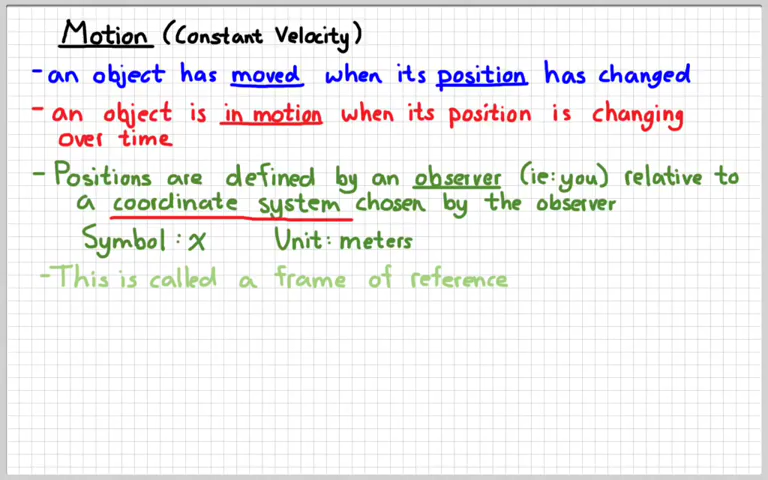 Motion (Constant Velocity)
- an object has moved when its position has changed
- an object is in motion when its position is changing
over time
- Positions are defined by an observer (ie: you) relative to
a coordinate system chosen by the observer
Symbol: x Unit: meters
- This is called a frame of reference